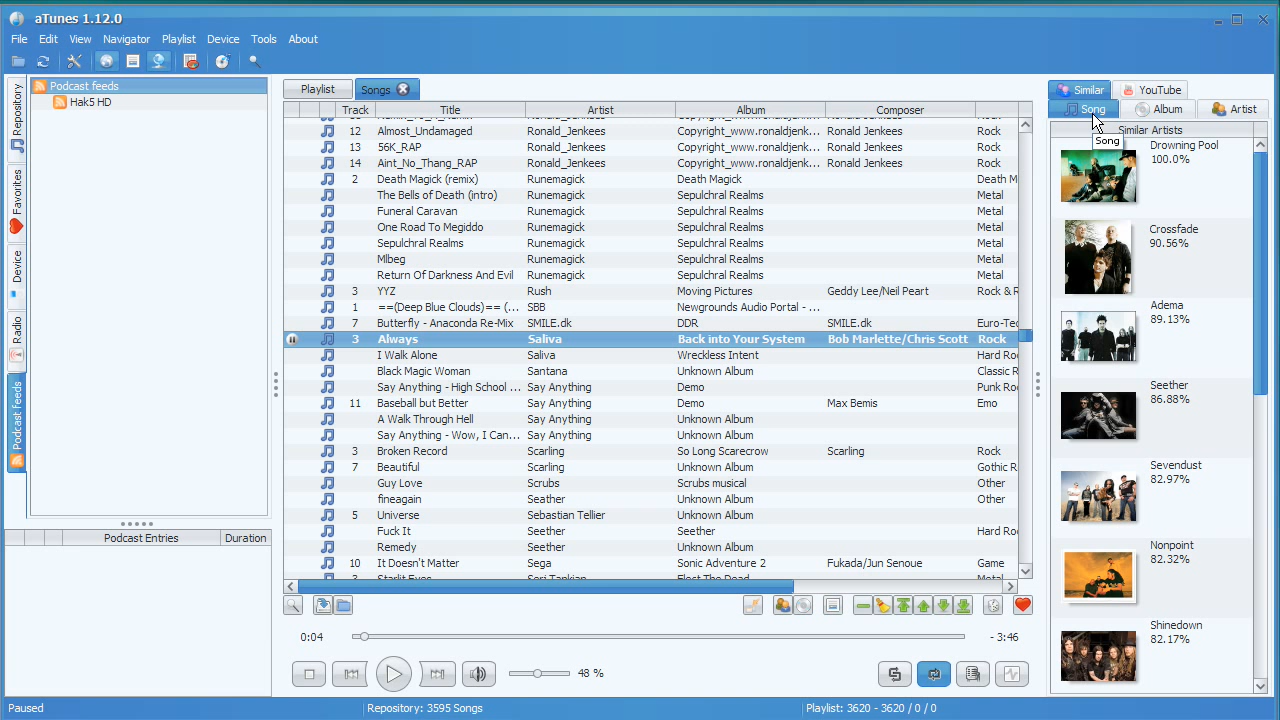 aTunes 1.12.0
File Edit View Navigator Playlist Device Tools About
Repository
Favorites
Device
Radio
Podcast feeds
Podcast feeds
Hak5 HD
Podcast Entries Duration
Playlist Songs
Track Title Artist Album Composer
12 Almost_Undamaged Ronald_Jenkees Copyright_www.ronaldjenk... Ronald Jenkees Rock
13 56K_RAP Ronald_Jenkees Copyright_www.ronaldjenk... Ronald Jenkees Rock
14 Aint_No_Thang_RAP Ronald_Jenkees Copyright_www.ronaldjenk... Ronald Jenkees Rock
2 Death Magick (remix) Runemagick Death Magick Death M
The Bells of Death (intro) Runemagick Sepulchral Realms Metal
Funeral Caravan Runemagick Sepulchral Realms Metal
One Road To Megiddo Runemagick Sepulchral Realms Metal
Sepulchral Realms Runemagick Sepulchral Realms Metal
Mlbeg Runemagick Sepulchral Realms Metal
Return Of Darkness And Evil Runemagick Sepulchral Realms Metal
3 YYZ Rush Moving Pictures Geddy Lee/Neil Peart Rock & R
1 ==(Deep Blue Clouds)== (... SBB Newgrounds Audio Portal - ...
7 Butterfly - Anaconda Re-Mix SMILE.dk DDR SMILE.dk Euro-Tec
3 Always Saliva Back into Your System Bob Marlette/Chris Scott Rock
I Walk Alone Saliva Wreckless Intent Hard Ro
Black Magic Woman Santana Unknown Album Classic R
Say Anything - High School ... Say Anything Demo Punk Ro
11 Baseball but Better Say Anything Demo Max Bemis Emo
A Walk Through Hell Say Anything Unknown Album
Say Anything - Wow, I Can... Say Anything Unknown Album
3 Broken Record Scarling So Long Scarecrow Scarling Rock
7 Beautiful Scarling Unknown Album Gothic R
Guy Love Scrubs Scrubs musical Other
fineagain Seather Unknown Album Other
5 Universe Sebastian Tellier Unknown Album
Fuck It Seether Seether Hard Ro
Remedy Seether Unknown Album
10 It Doesn't Matter Sega Sonic Adventure 2 Fukada/Jun Senoue Game
3 Starlit Eyes Serj Tankian Elect The Dead Metal
0:04 - 3:46
48 %
Similar YouTube
Song Album Artist
Similar Artists
Song
Drowning Pool
100.0%
Crossfade
90.56%
Adema
89.13%
Seether
86.88%
Sevendust
82.97%
Nonpoint
82.32%
Shinedown
82.17%
Paused Repository: 3595 Songs Playlist: 3620 - 3620 / 0 / 0